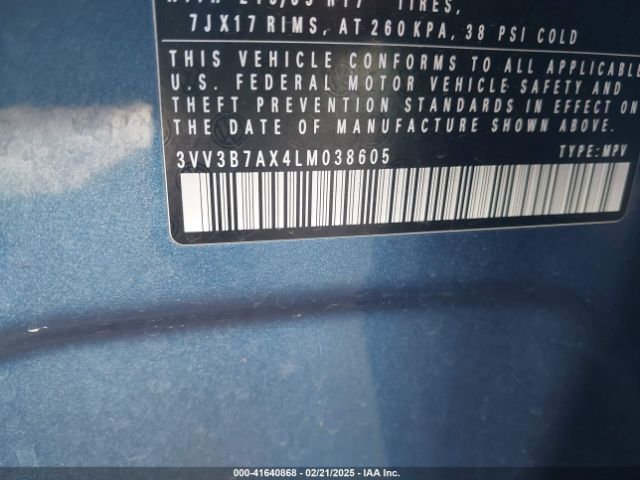 TIRES,
7JX17 RIMS, AT 260KPA, 38 PSI COLD
THIS VEHICLE CONFORMS TO ALL APPLICABLE
U.S. FEDERAL MOTOR VEHICLE SAFETY AND
THEFT PREVENTION STANDARDS IN EFFECT ON
THE DATE OF MANUFACTURE SHOWN ABOVE.
3VV3B7AX4LM038605 TYPE:MPV
000-41640868 - 02/21/2025 - IAA Inc.